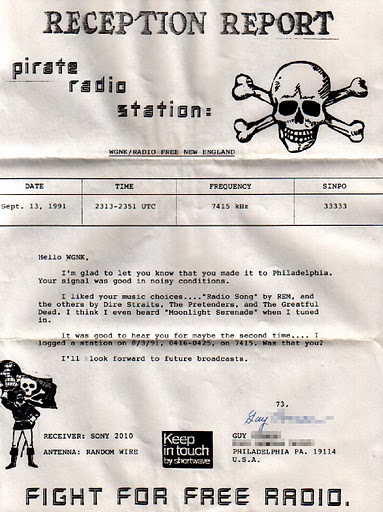 RECEPTION REPORT
pirate
radio
station:
WGNK/RADIO FREE NEW ENGLAND
DATE TIME FREQUENCY SINPO
Sept. 13, 1991 2313-2351 UTC 7415 kHz 33333
Hello WGNK,
I'm glad to let you know that you made it to Philadelphia.
Your signal was good in noisy conditions.
I liked your music choices...."Radio Song" by REM, and
the others by Dire Straits, The Pretenders, and The Greatful
Dead. I think I even heard "Moonlight Serenade" when I tuned
in.
It was good to hear you for maybe the second time.... I
logged a station on 8/3/91, 0416-0425, on 7415. Was that you?
I'll look forward to future broadcasts.
73,
Guy
RECEIVER: SONY 2010
ANTENNA: RANDOM WIRE
Keep
in touch
by shortwave
GUY
PHILADELPHIA PA. 19114
U.S.A.
FIGHT FOR FREE RADIO.